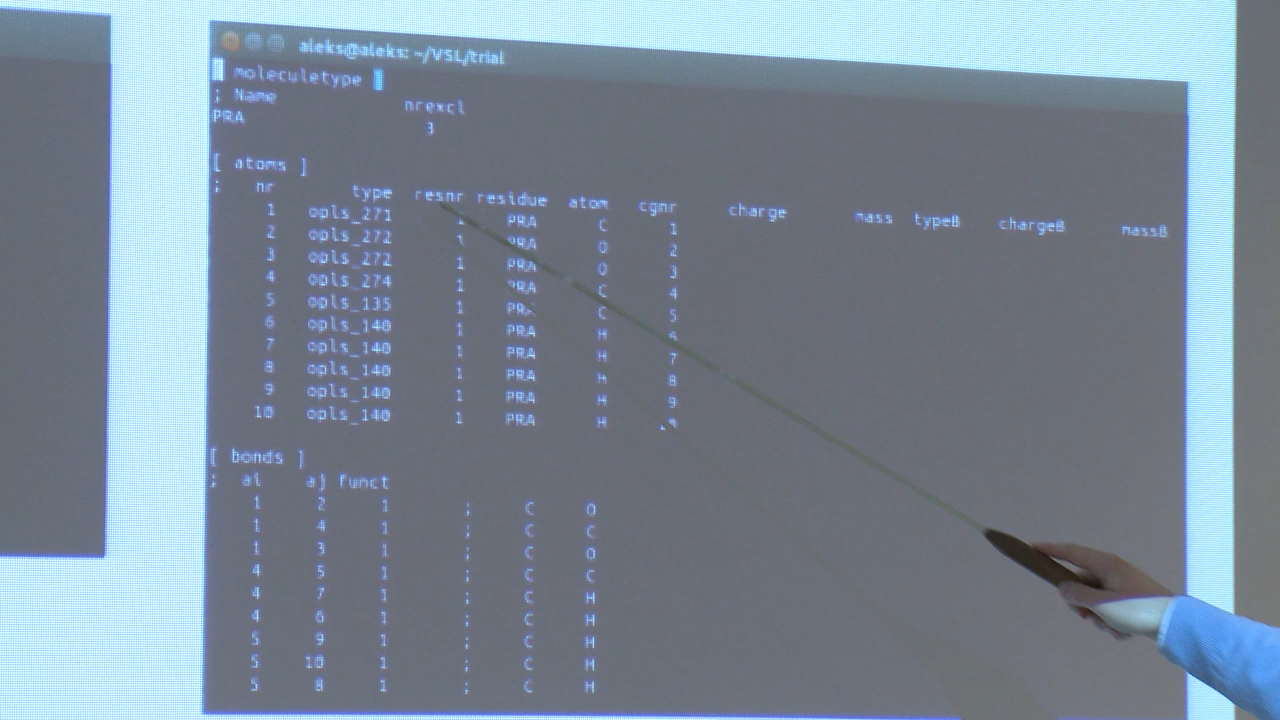 aleks@aleks: ~/VSL/trial
[ moleculetype ]
; Name nrexcl
PRA 3
[ atoms ]
; nr type resnr residue atom cgnr charge mass typeB chargeB massB
1 opls_271 1 PRA C 1
2 opls_272 1 PRA O 2
3 opls_272 1 PRA O 3
4 opls_274 1 PRA C 4
5 opls_135 1 PRA C 5
6 opls_140 1 PRA H 6
7 opls_140 1 PRA H 7
8 opls_140 1 PRA H 8
9 opls_140 1 PRA H 9
10 opls_140 1 PRA H
[ bonds ]
; ai aj funct
1 2 1 ; C O
1 4 1 ; C C
1 3 1 ; C O
4 5 1 ; C C
4 7 1 ; C H
4 6 1 ; C H
5 9 1 ; C H
5 10 1 ; C H
5 8 1 ; C H